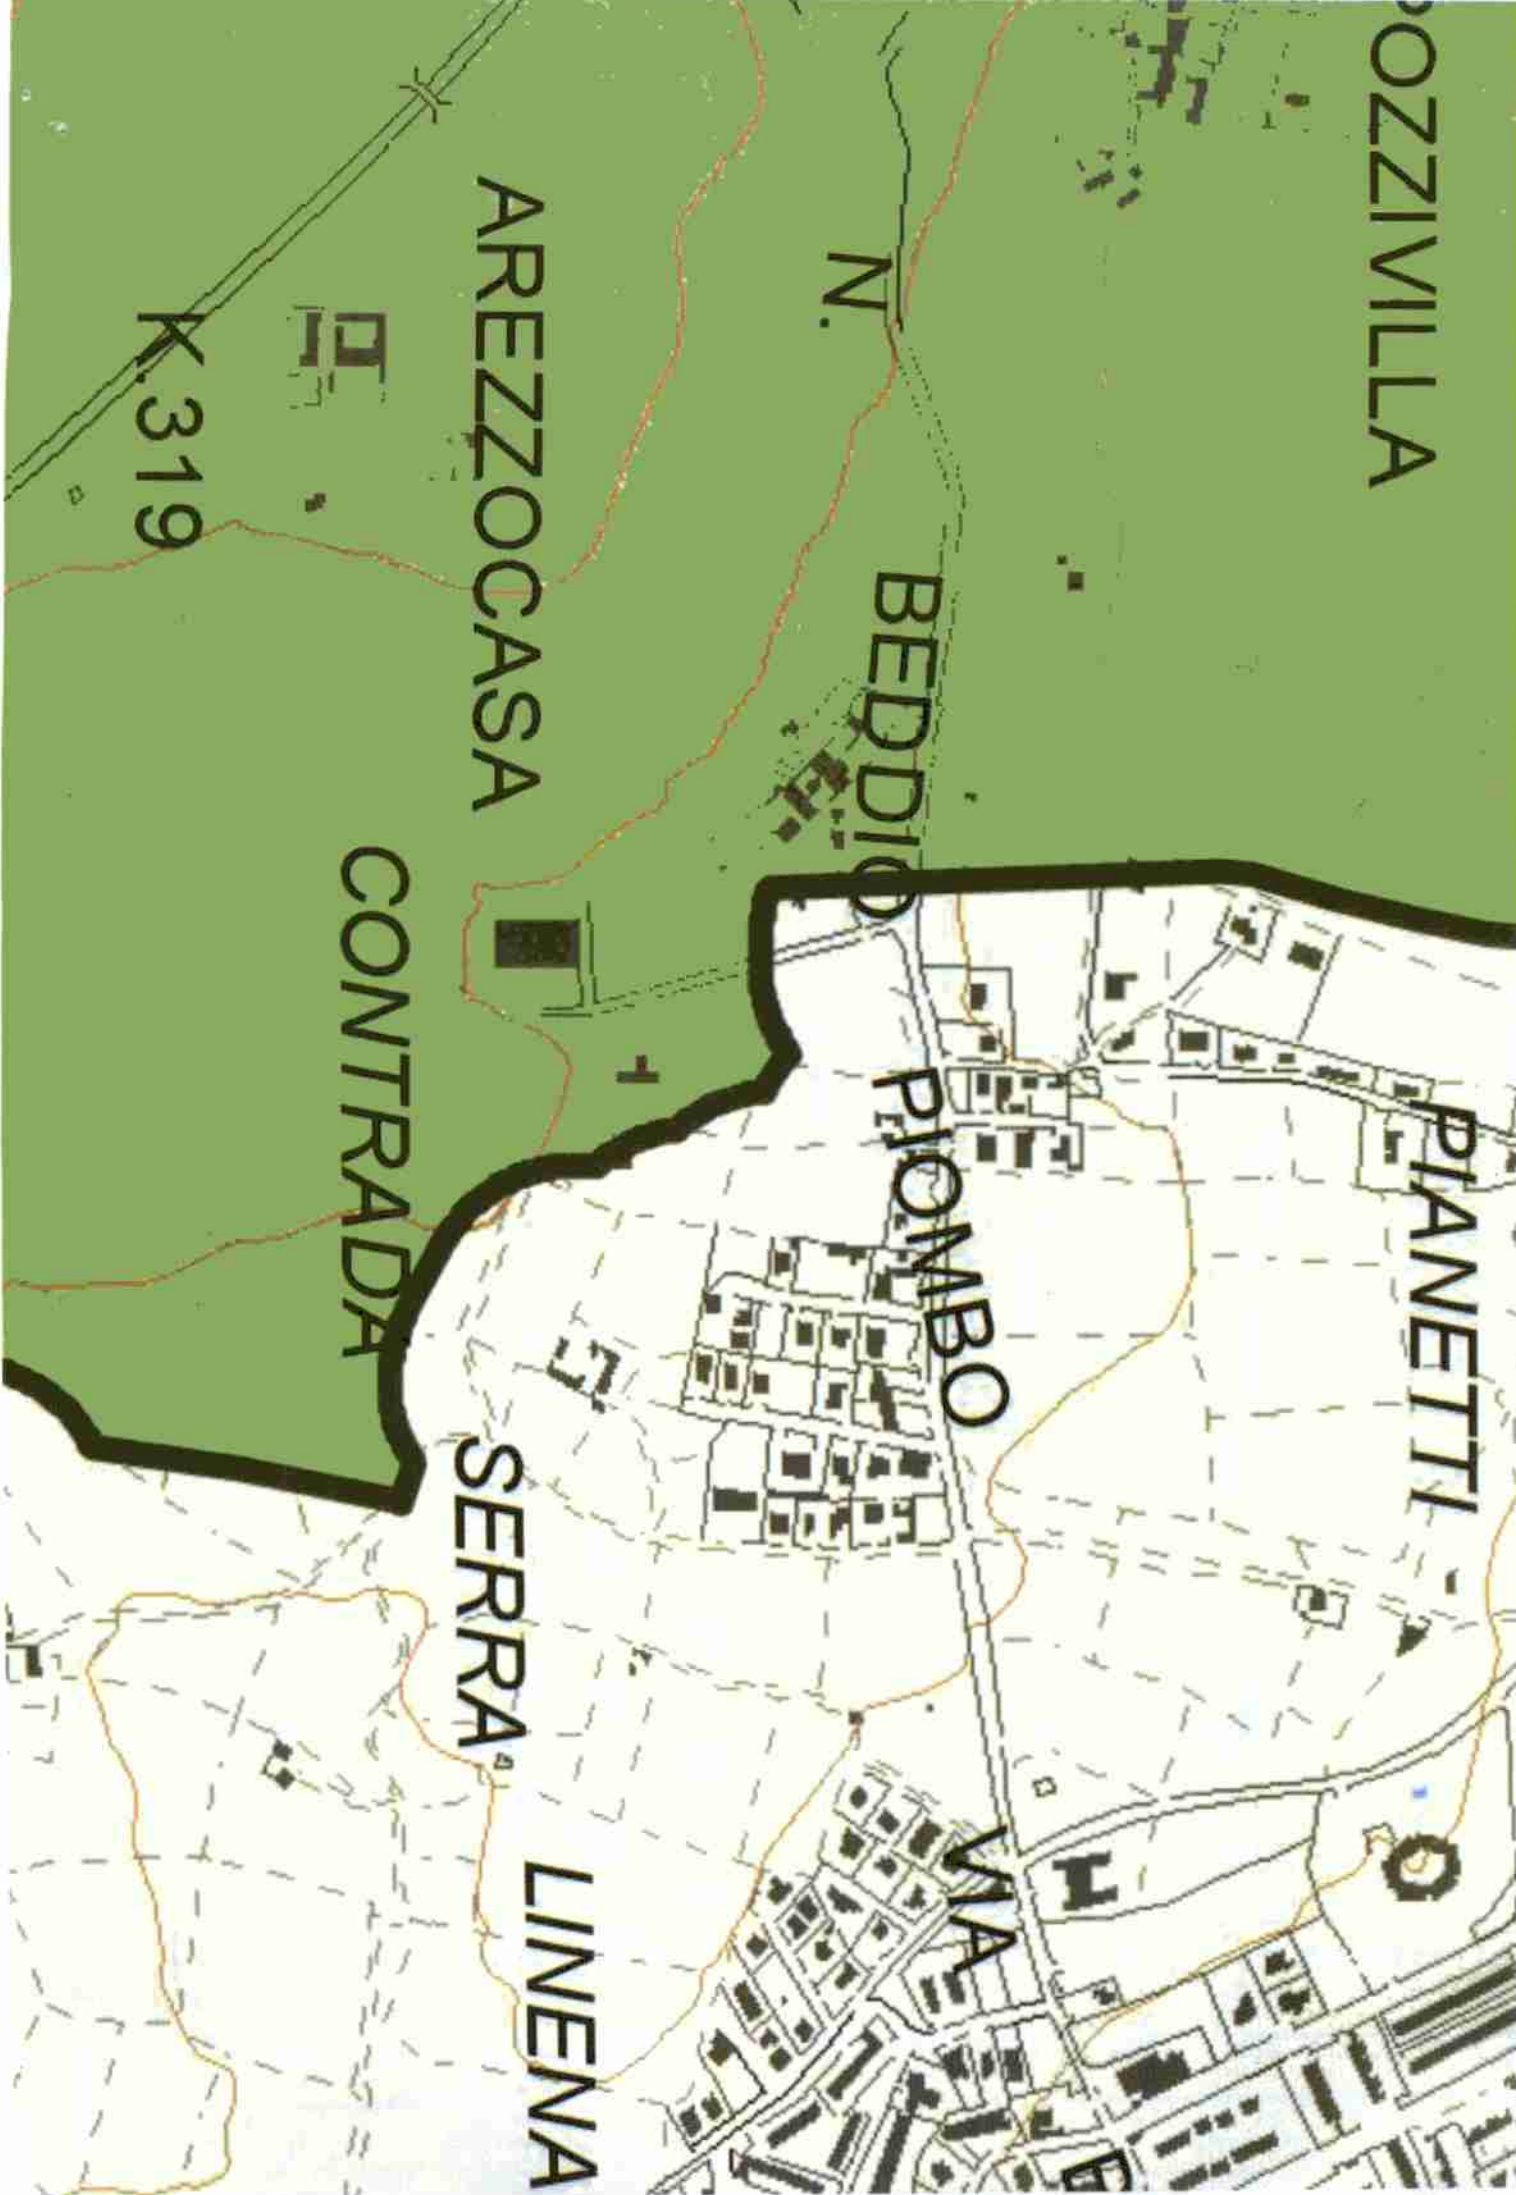 POZZIVILLA
PIANETTI
N.
BEDDIO
PIOMBO
VIA
AREZZOCASA
SERRA
LINENA
CONTRADA
K.319